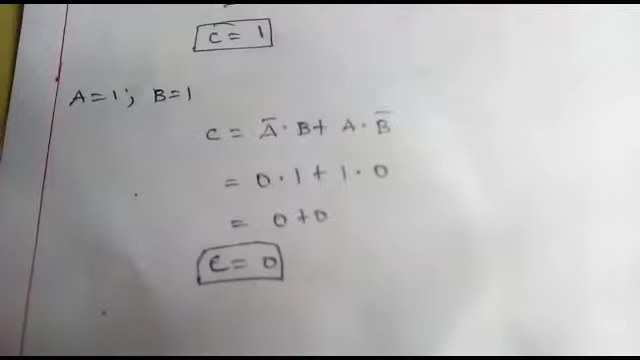 C = 1
A=1; B=1
C = A̅ · B + A · B̅
= 0 · 1 + 1 · 0
= 0 + 0
C = 0